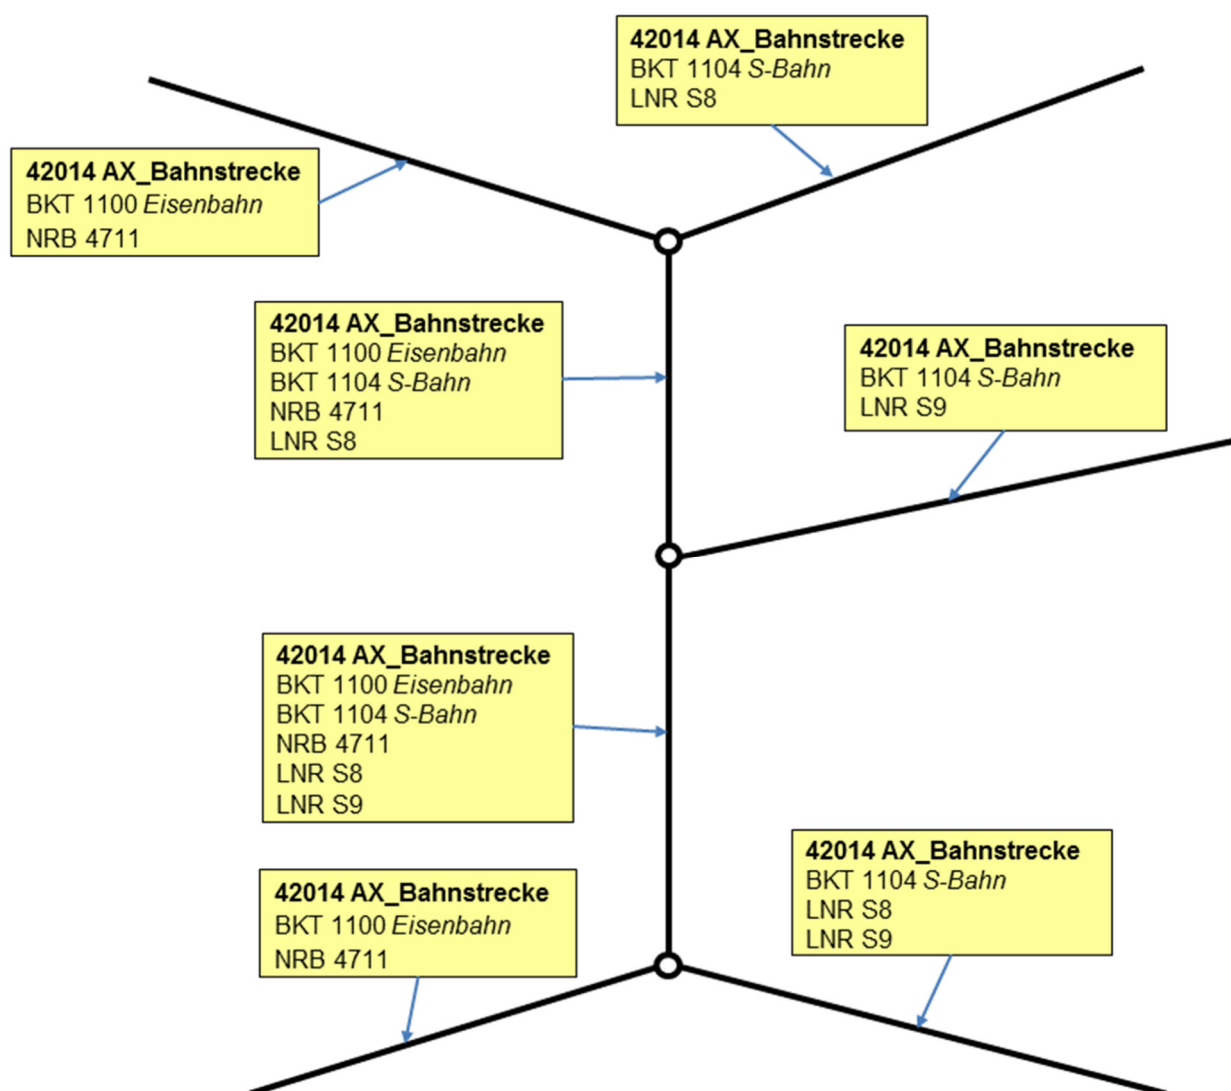 42014 AX_Bahnstrecke
BKT 1104 S-Bahn
LNR S8
42014 AX_Bahnstrecke
BKT 1100 Eisenbahn
NRB 4711
42014 AX_Bahnstrecke
BKT 1100 Eisenbahn
BKT 1104 S-Bahn
NRB 4711
LNR S8
42014 AX_Bahnstrecke
BKT 1104 S-Bahn
LNR S9
42014 AX_Bahnstrecke
BKT 1100 Eisenbahn
BKT 1104 S-Bahn
NRB 4711
LNR S8
LNR S9
42014 AX_Bahnstrecke
BKT 1104 S-Bahn
LNR S8
LNR S9
42014 AX_Bahnstrecke
BKT 1100 Eisenbahn
NRB 4711